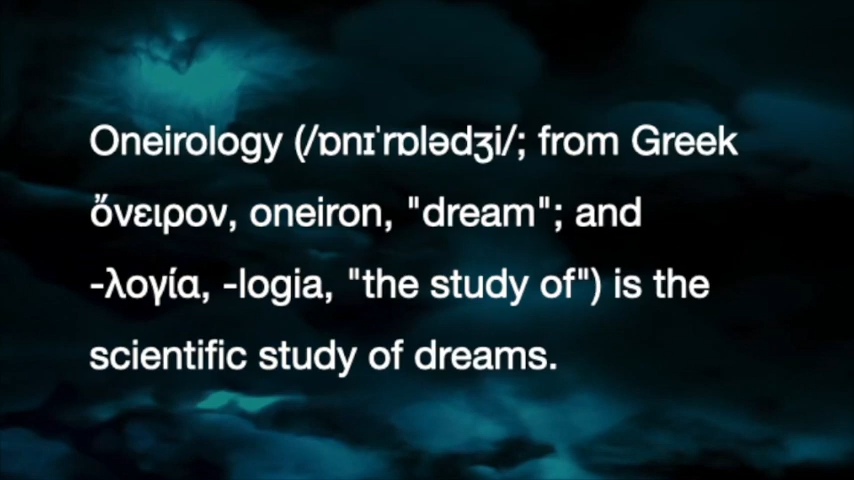 Oneirology (/ɒnɪˈrɒlədʒi/; from Greek
ὄνειρον, oneiron, "dream"; and
-λογία, -logia, "the study of") is the
scientific study of dreams.